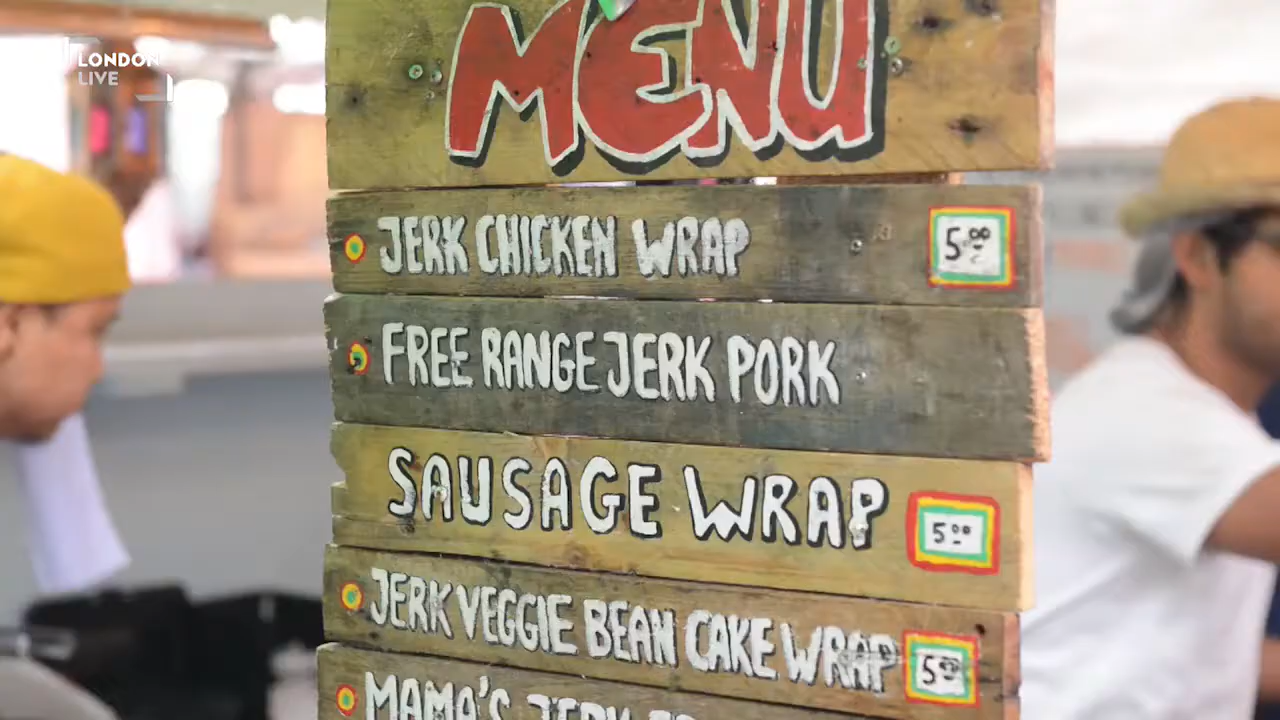 LONDON
LIVE
MENU
JERK CHICKEN WRAP 5.00
FREE RANGE JERK PORK
SAUSAGE WRAP 5.00
JERK VEGGIE BEAN CAKE WRAP 5.00
MAMA'S JERK